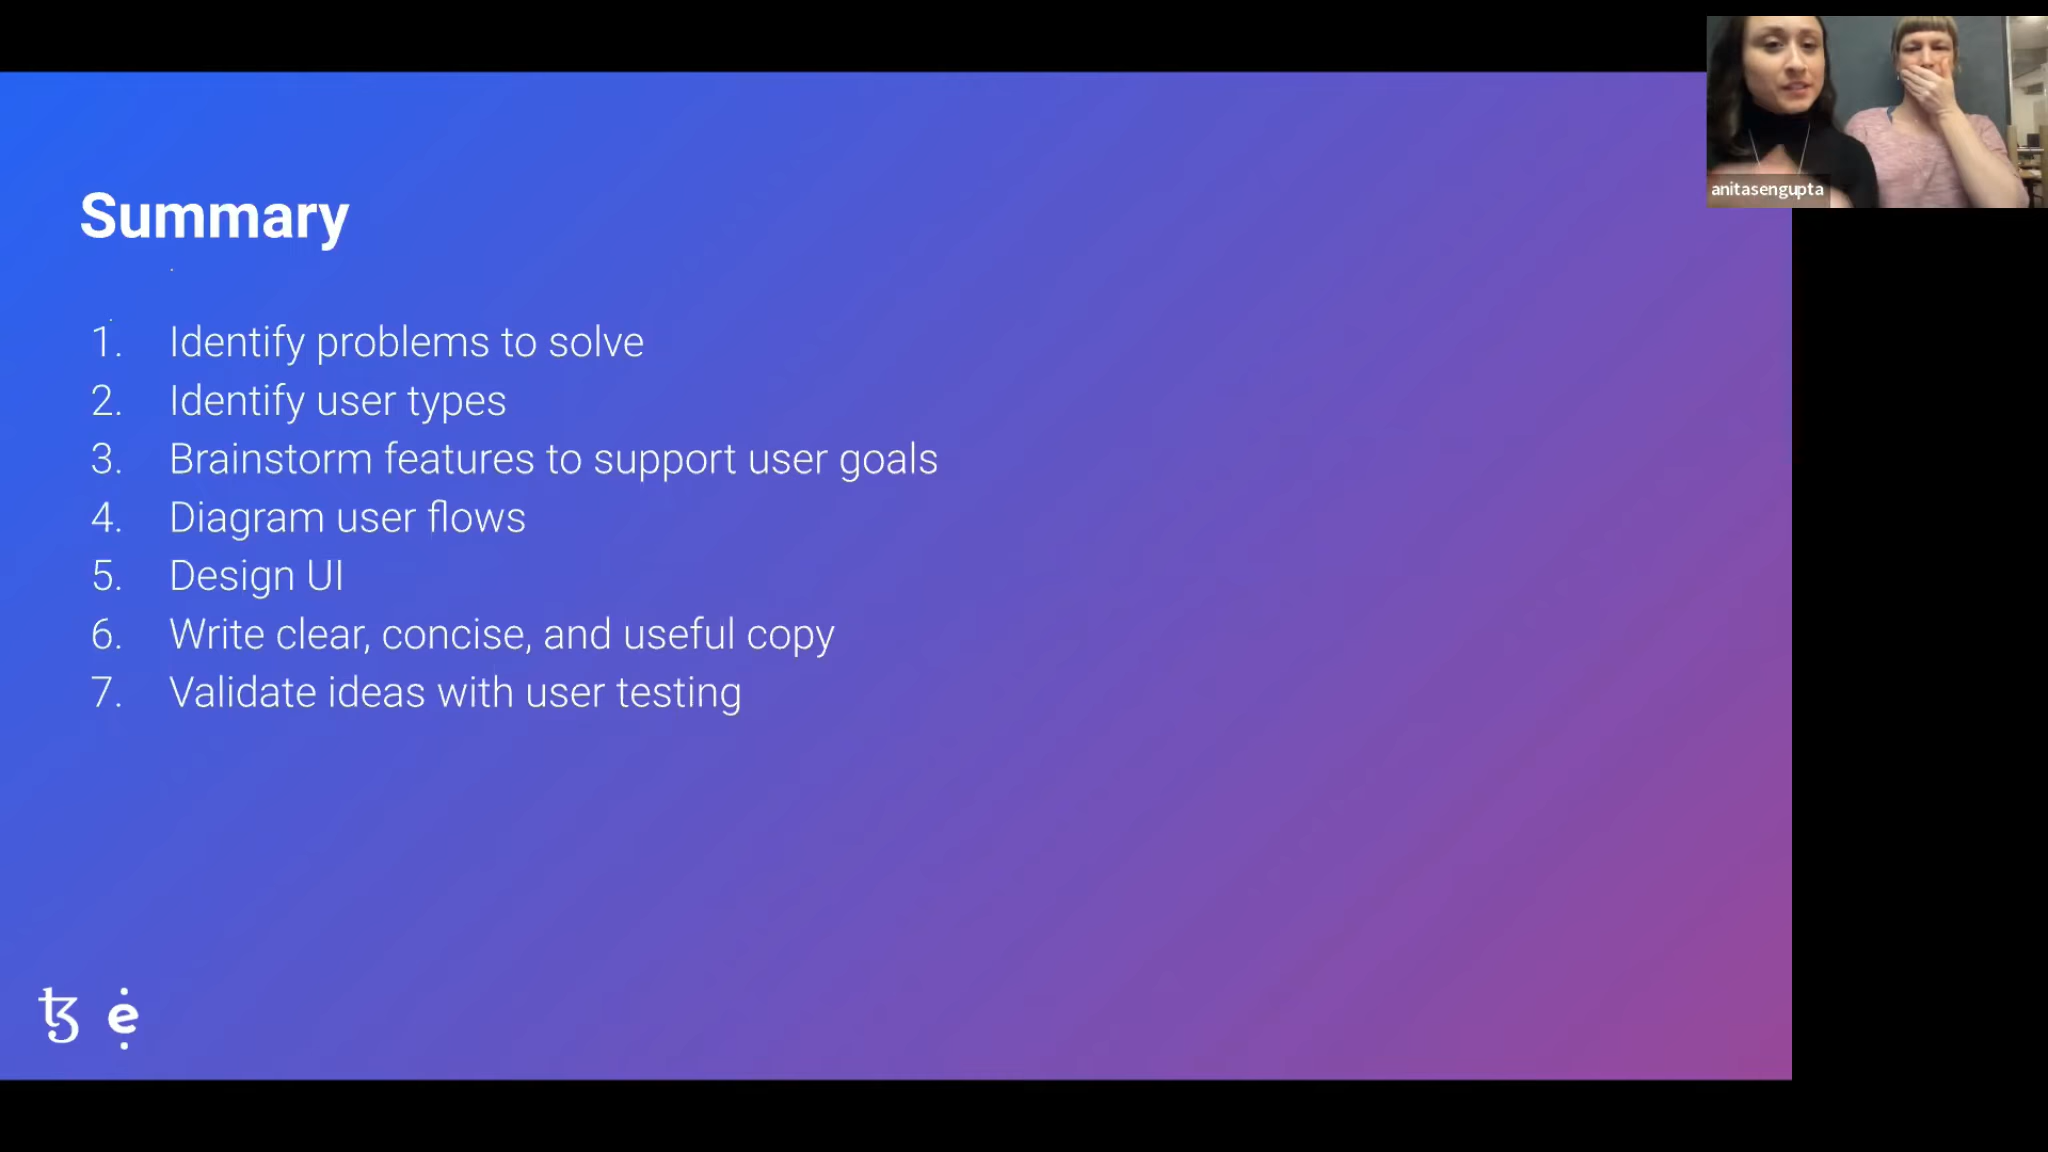 anitasengupta
Summary
1. Identify problems to solve
2. Identify user types
3. Brainstorm features to support user goals
4. Diagram user flows
5. Design UI
6. Write clear, concise, and useful copy
7. Validate ideas with user testing